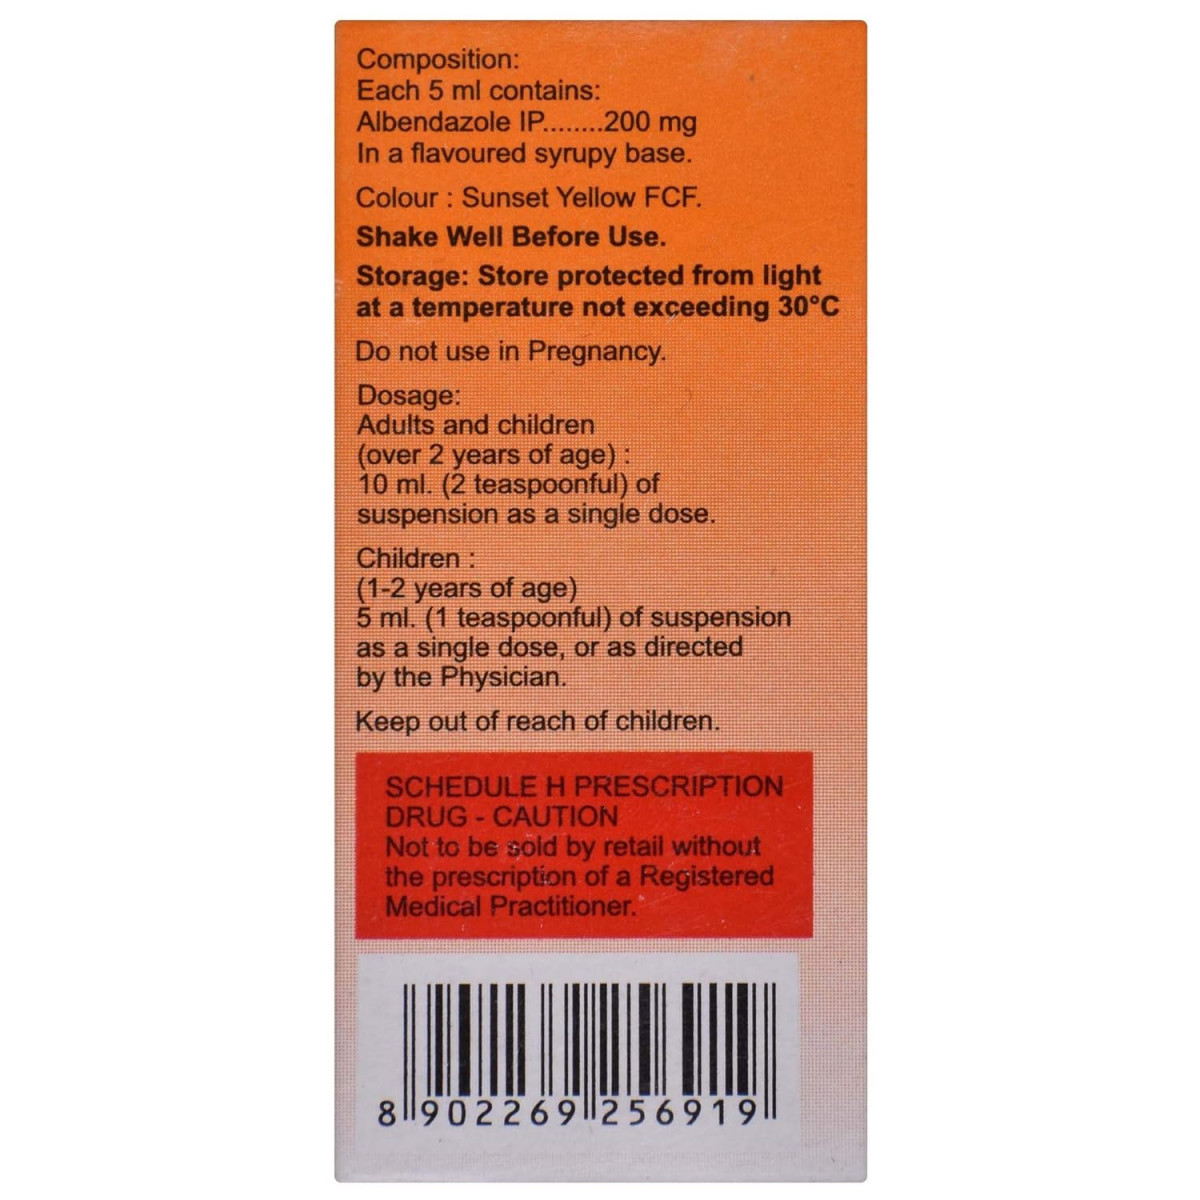 Composition:
Each 5 ml contains:
Albendazole IP........200 mg
In a flavoured syrupy base.
Colour : Sunset Yellow FCF.
Shake Well Before Use.
Storage: Store protected from light
at a temperature not exceeding 30°C
Do not use in Pregnancy.
Dosage:
Adults and children
(over 2 years of age) :
10 ml. (2 teaspoonful) of
suspension as a single dose.
Children :
(1-2 years of age)
5 ml. (1 teaspoonful) of suspension
as a single dose, or as directed
by the Physician.
Keep out of reach of children.
SCHEDULE H PRESCRIPTION
DRUG - CAUTION
Not to be sold by retail without
the prescription of a Registered
Medical Practitioner.
8 902269 256919